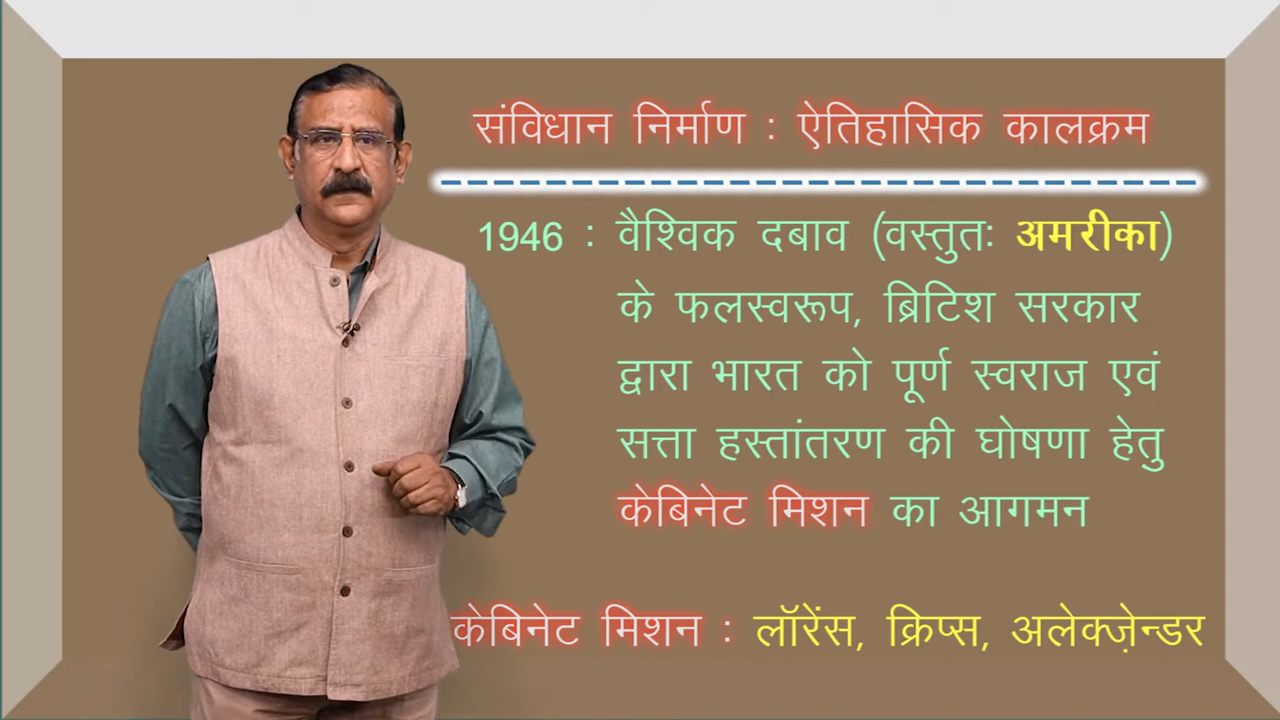 संविधान निर्माण : ऐतिहासिक कालक्रम
1946 : वैश्विक दबाव (वस्तुतः अमरीका)
के फलस्वरूप, ब्रिटिश सरकार
द्वारा भारत को पूर्ण स्वराज एवं
सत्ता हस्तांतरण की घोषणा हेतु
केबिनेट मिशन का आगमन
केबिनेट मिशन : लॉरेंस, क्रिप्स, अलेक्ज़ेन्डर